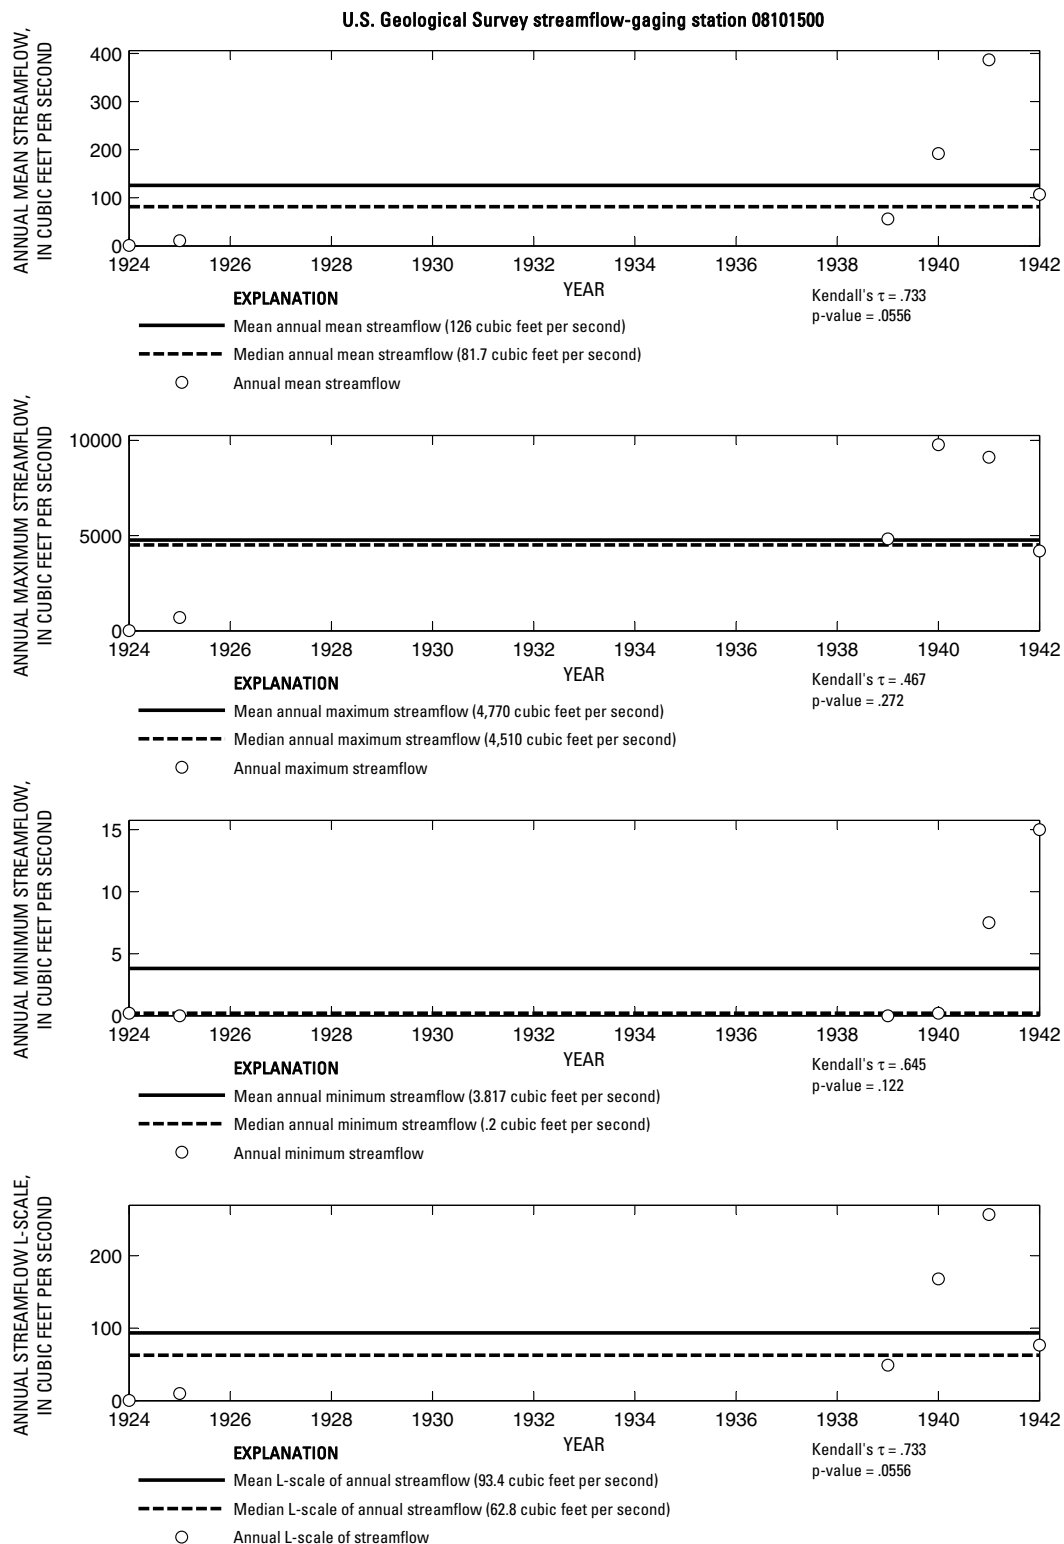 U.S. Geological Survey streamflow-gaging station 08101500
ANNUAL MEAN STREAMFLOW,
IN CUBIC FEET PER SECOND
400
300
200
100
0
1924 1926 1928 1930 1932 1934 1936 1938 1940 1942
YEAR
Kendall's τ = .733
p-value = .0556
EXPLANATION
Mean annual mean streamflow (126 cubic feet per second)
Median annual mean streamflow (81.7 cubic feet per second)
Annual mean streamflow
ANNUAL MAXIMUM STREAMFLOW,
IN CUBIC FEET PER SECOND
10000
5000
0
1924 1926 1928 1930 1932 1934 1936 1938 1940 1942
YEAR
Kendall's τ = .467
p-value = .272
EXPLANATION
Mean annual maximum streamflow (4,770 cubic feet per second)
Median annual maximum streamflow (4,510 cubic feet per second)
Annual maximum streamflow
ANNUAL MINIMUM STREAMFLOW,
IN CUBIC FEET PER SECOND
15
10
5
0
1924 1926 1928 1930 1932 1934 1936 1938 1940 1942
YEAR
Kendall's τ = .645
p-value = .122
EXPLANATION
Mean annual minimum streamflow (3.817 cubic feet per second)
Median annual minimum streamflow (.2 cubic feet per second)
Annual minimum streamflow
ANNUAL STREAMFLOW L-SCALE,
IN CUBIC FEET PER SECOND
200
100
0
1924 1926 1928 1930 1932 1934 1936 1938 1940 1942
YEAR
Kendall's τ = .733
p-value = .0556
EXPLANATION
Mean L-scale of annual streamflow (93.4 cubic feet per second)
Median L-scale of annual streamflow (62.8 cubic feet per second)
Annual L-scale of streamflow